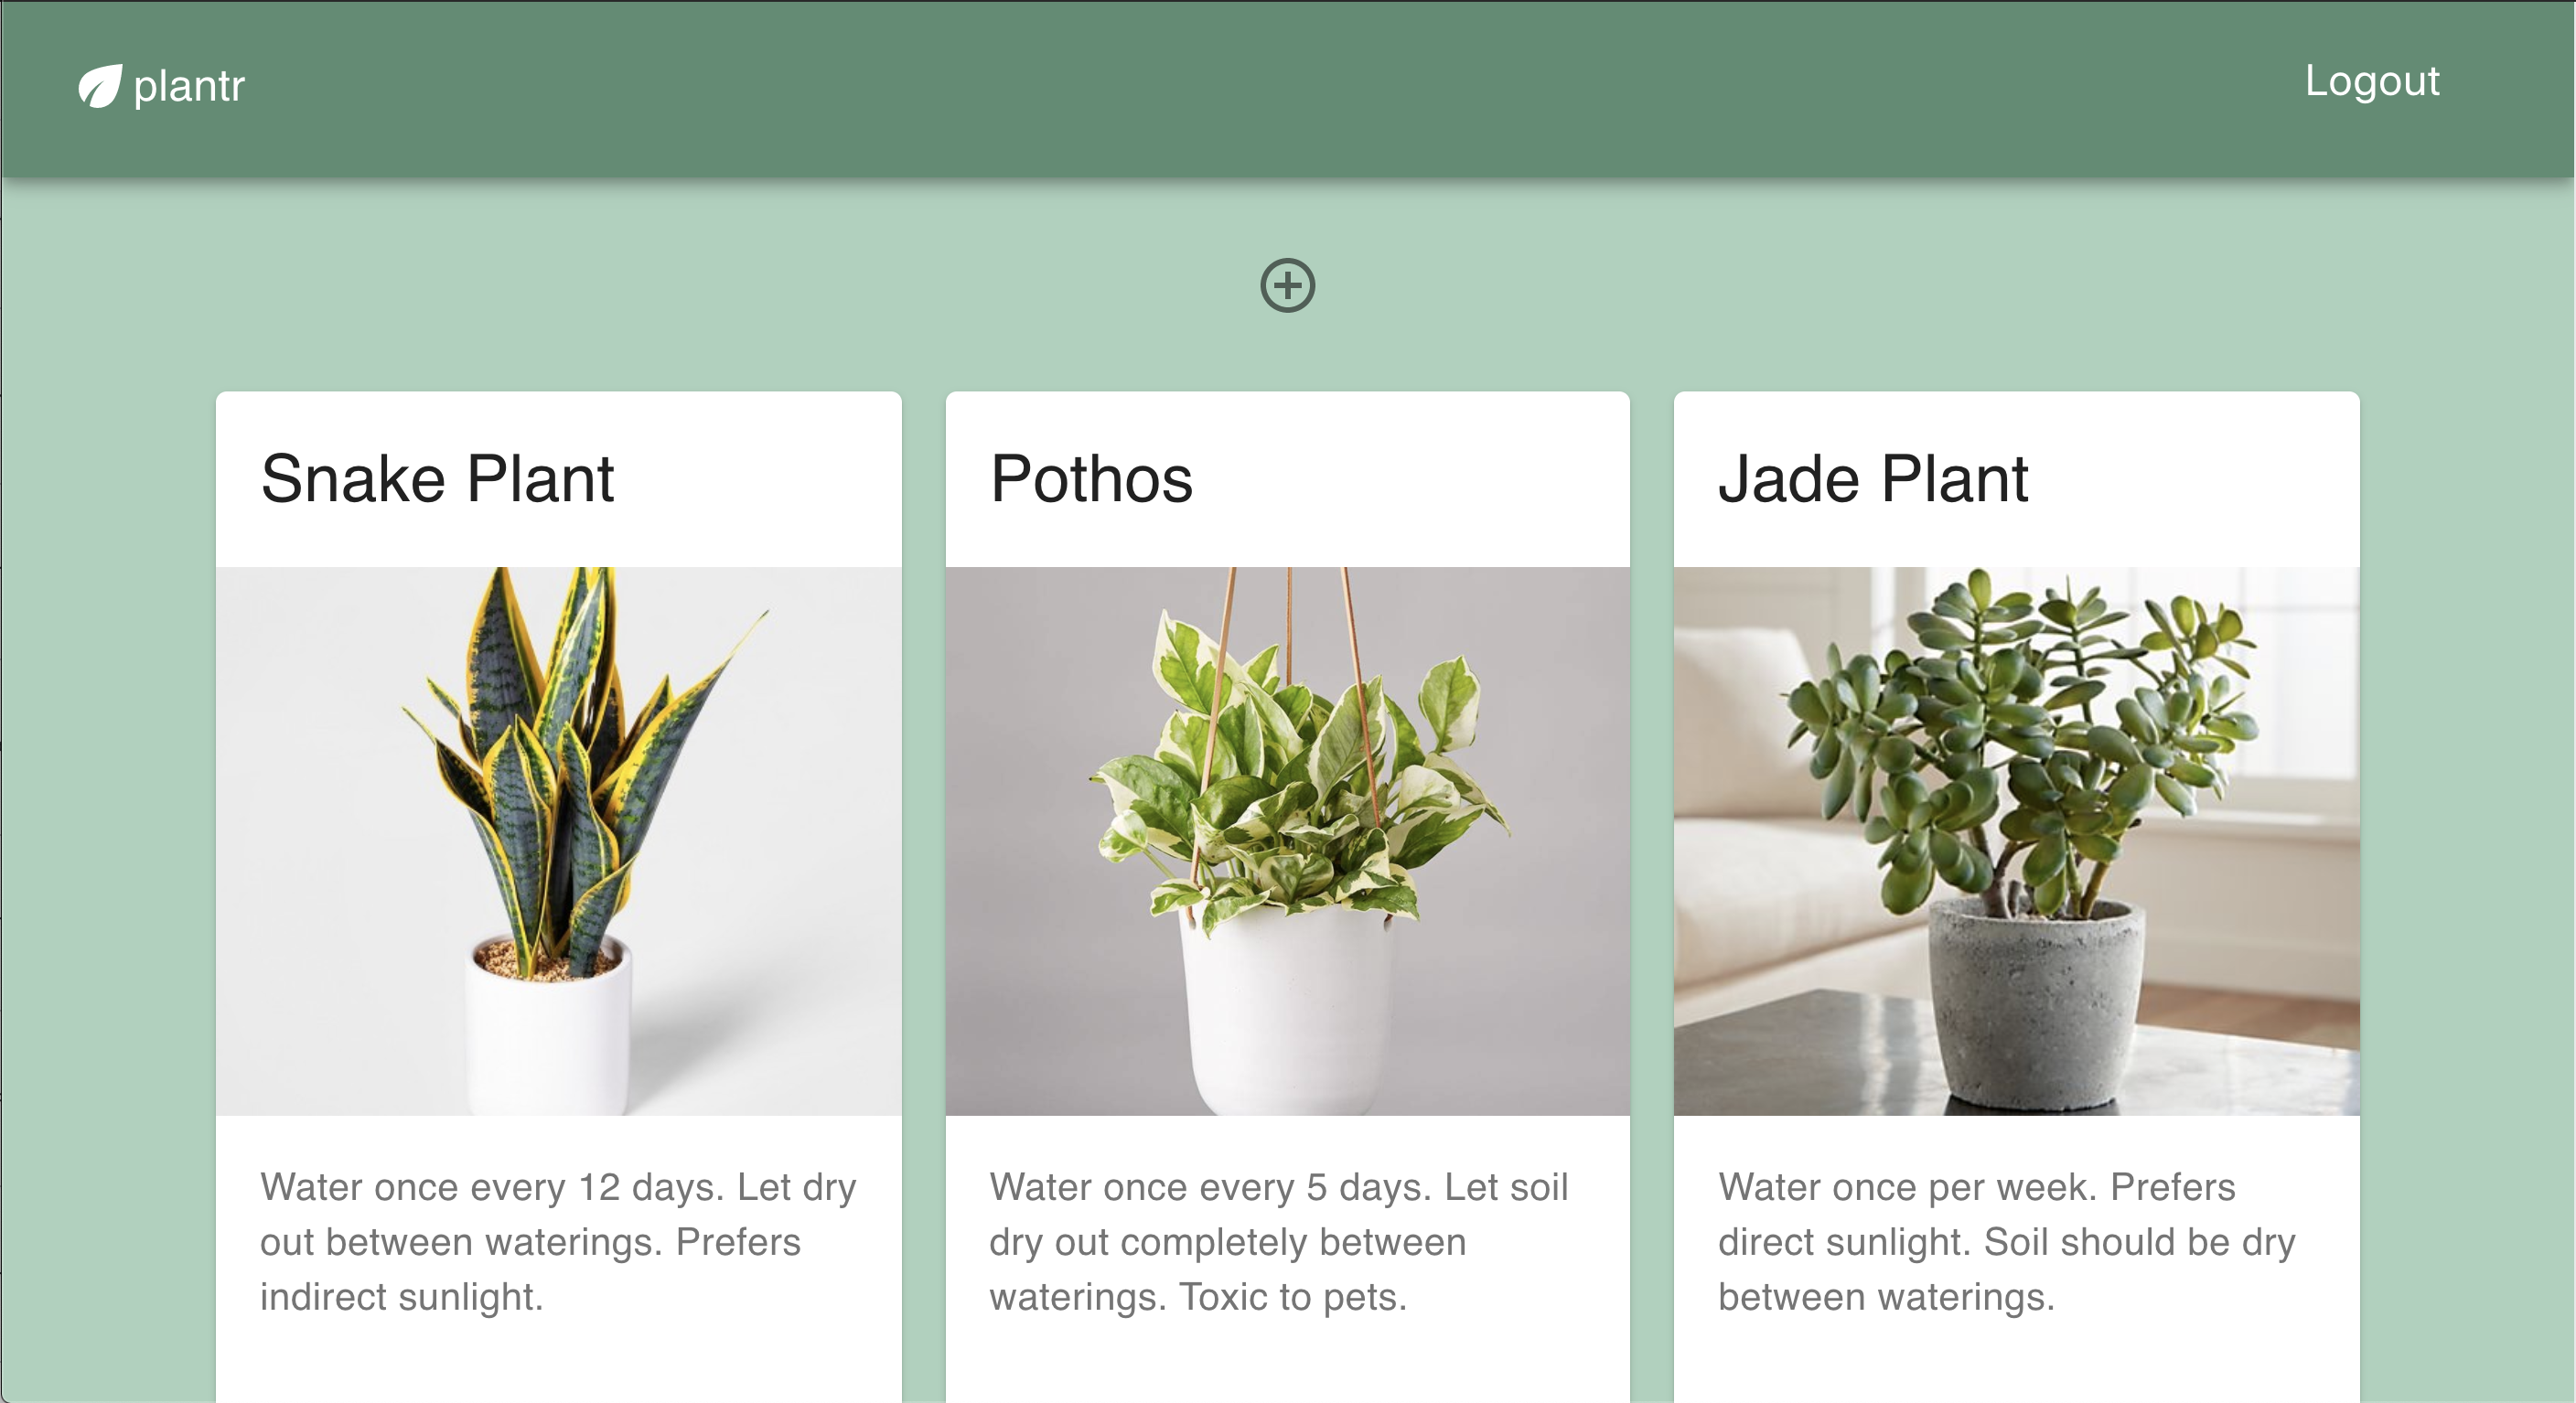 plantr
Logout
Snake Plant
Pothos
Jade Plant
Water once every 12 days. Let dry
out between waterings. Prefers
indirect sunlight.
Water once every 5 days. Let soil
dry out completely between
waterings. Toxic to pets.
Water once per week. Prefers
direct sunlight. Soil should be dry
between waterings.